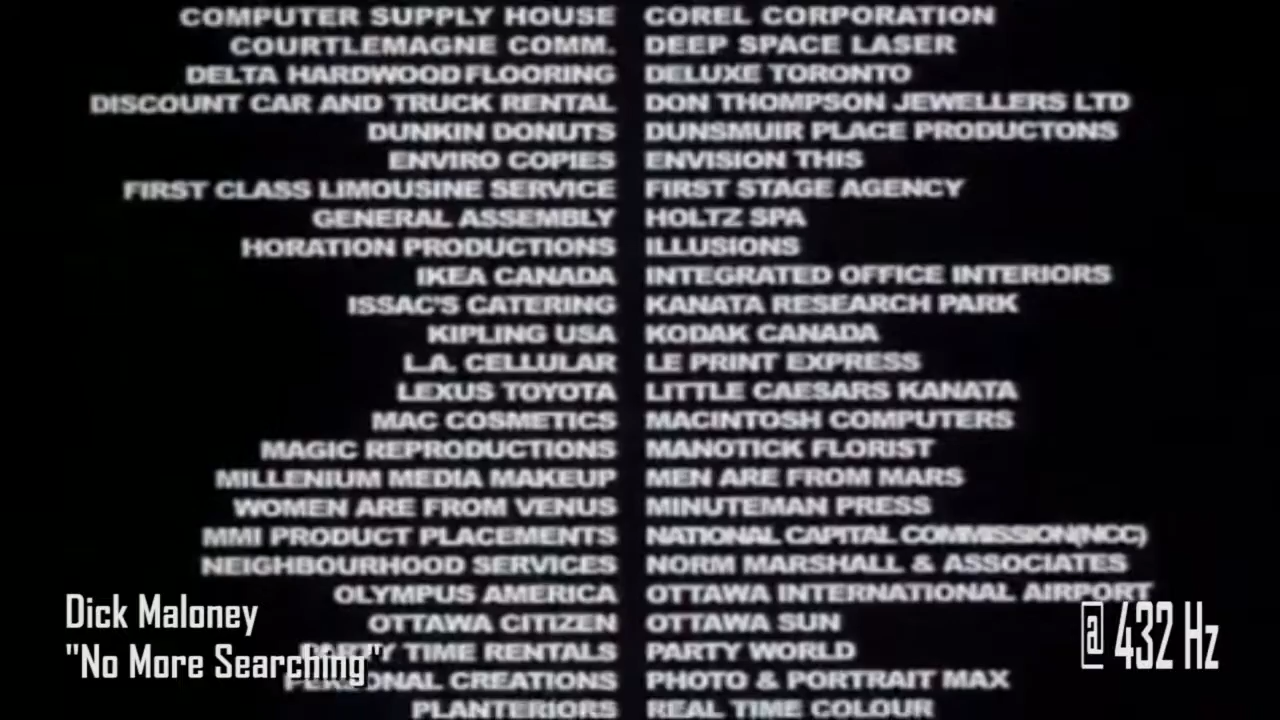 COMPUTER SUPPLY HOUSE COREL CORPORATION
COURTLEMAGNE COMM. DEEP SPACE LASER
DELTA HARDWOOD FLOORING DELUXE TORONTO
DISCOUNT CAR AND TRUCK RENTAL DON THOMPSON JEWELLERS LTD
DUNKIN DONUTS DUNSMUIR PLACE PRODUCTONS
ENVIRO COPIES ENVISION THIS
FIRST CLASS LIMOUSINE SERVICE FIRST STAGE AGENCY
GENERAL ASSEMBLY HOLTZ SPA
HORATION PRODUCTIONS ILLUSIONS
IKEA CANADA INTEGRATED OFFICE INTERIORS
ISSAC'S CATERING KANATA RESEARCH PARK
KIPLING USA KODAK CANADA
L.A. CELLULAR LE PRINT EXPRESS
LEXUS TOYOTA LITTLE CAESARS KANATA
MAC COSMETICS MACINTOSH COMPUTERS
MAGIC REPRODUCTIONS MANOTICK FLORIST
MILLENIUM MEDIA MAKEUP MEN ARE FROM MARS
WOMEN ARE FROM VENUS MINUTEMAN PRESS
MMI PRODUCT PLACEMENTS NATIONAL CAPITAL COMMISSION(NCC)
NEIGHBOURHOOD SERVICES NORM MARSHALL & ASSOCIATES
OLYMPUS AMERICA OTTAWA INTERNATIONAL AIRPORT
OTTAWA CITIZEN OTTAWA SUN
PARTY TIME RENTALS PARTY WORLD
PERSONAL CREATIONS PHOTO & PORTRAIT MAX
PLANTERIORS REAL TIME COLOUR
Dick Maloney
"No More Searching"
@ 432 Hz